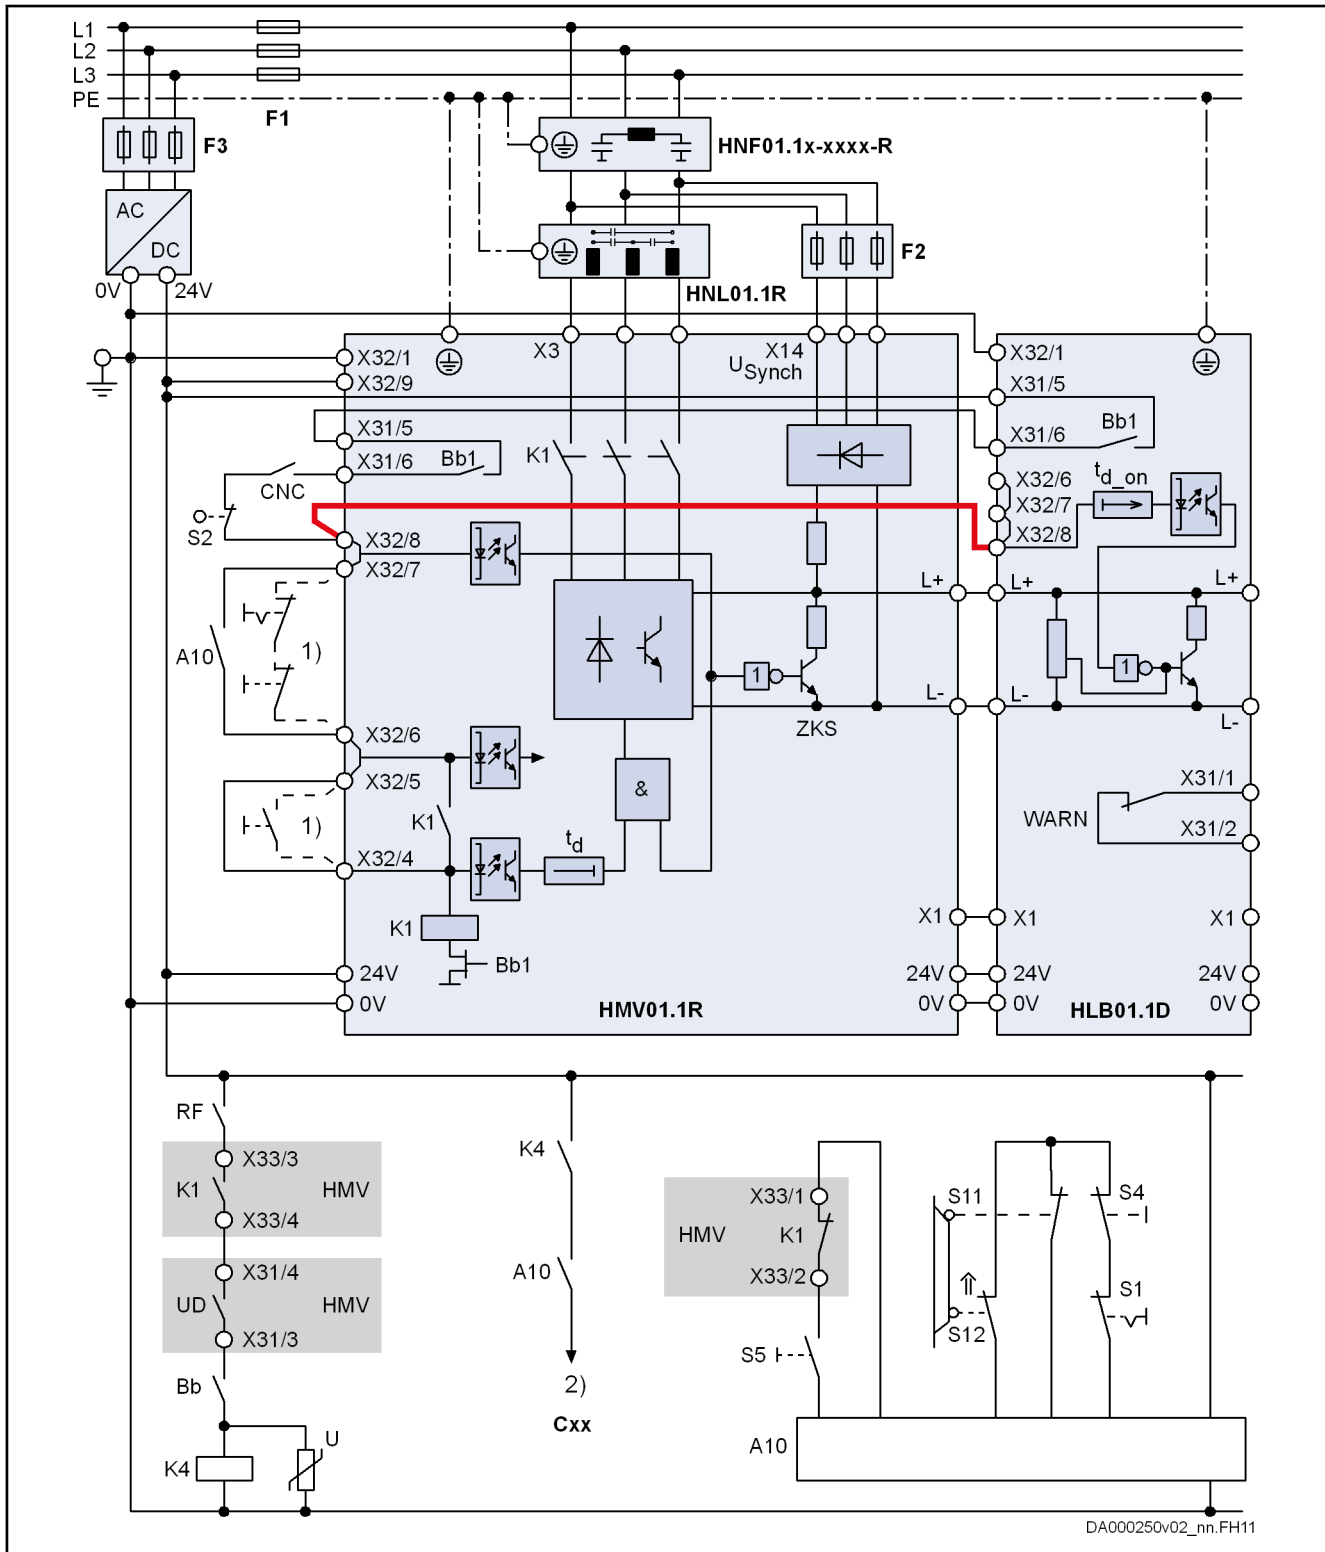 L1
L2
L3
PE
F1
F3
HNF01.1x-xxxx-R
AC
DC
F2
0V
24V
HNL01.1R
X32/1
X32/9
X3
X14
USynch
X32/1
X31/5
X31/5
X31/6
Bb1
K1
Bb1
X31/6
CNC
S2
X32/6
X32/7
X32/8
td_on
X32/8
X32/7
L+
L+
L+
A10
1)
1
1
L-
L-
L-
ZKS
X32/6
X32/5
&
X31/1
1)
K1
WARN
X31/2
td
X32/4
K1
X1
X1
X1
Bb1
24V
24V
24V
24V
0V
0V
0V
0V
HMV01.1R
HLB01.1D
RF
X33/3
K1
HMV
X33/4
K4
X33/1
HMV
K1
X33/2
S11
S4
X31/4
UD
HMV
X31/3
A10
S12
S1
S5
Bb
2)
Cxx
U
K4
A10
DA000250v02_nn.FH11